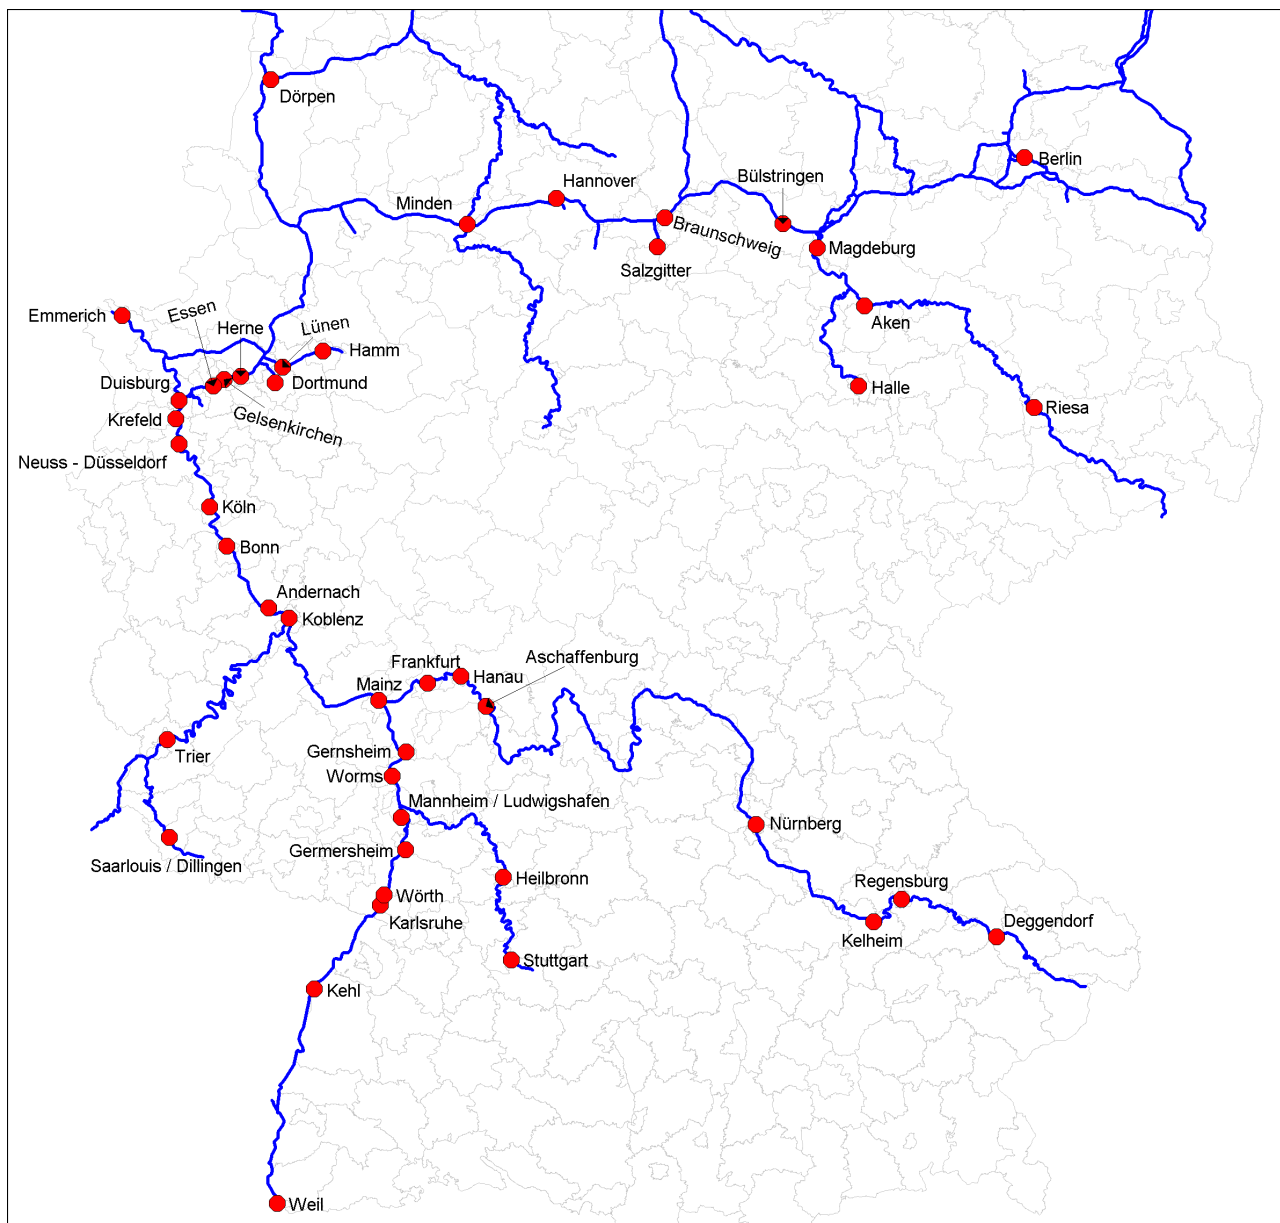 Dörpen
Berlin
Bülstringen
Hannover
Minden
Braunschweig
Magdeburg
Salzgitter
Essen
Emmerich
Herne
Lünen
Aken
Hamm
Duisburg
Dortmund
Halle
Krefeld
Gelsenkirchen
Riesa
Neuss - Düsseldorf
Köln
Bonn
Andernach
Koblenz
Aschaffenburg
Frankfurt
Hanau
Mainz
Gernsheim
Trier
Worms
Mannheim / Ludwigshafen
Nürnberg
Germersheim
Saarlouis / Dillingen
Heilbronn
Regensburg
Wörth
Karlsruhe
Deggendorf
Kelheim
Stuttgart
Kehl
Weil